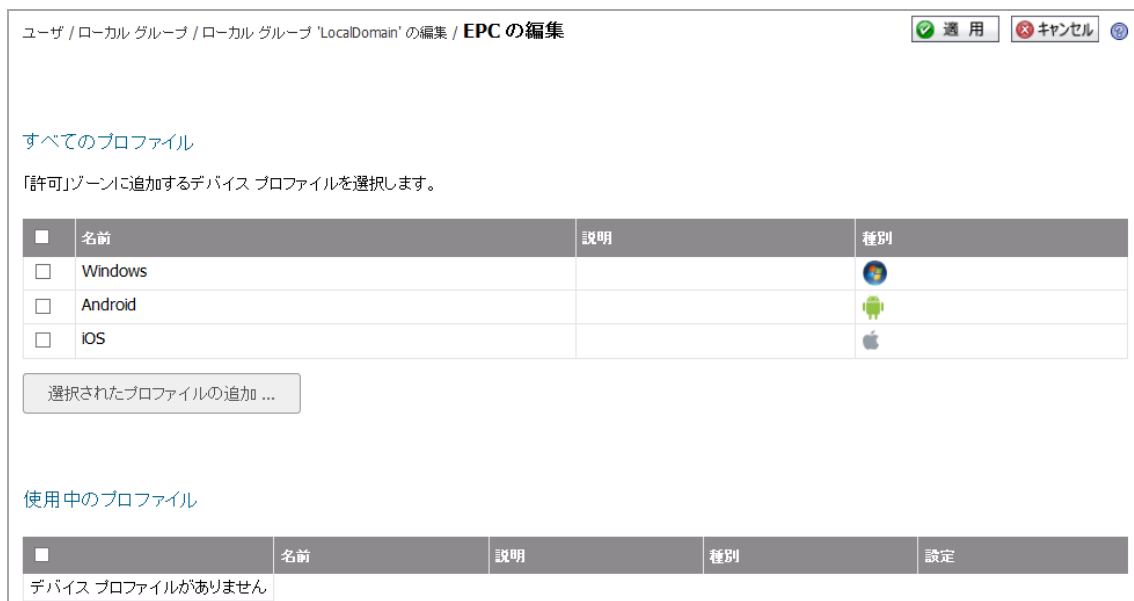 ユーザ / ローカル グループ / ローカル グループ 'LocalDomain' の編集 / EPC の編集 適 用 キャンセル ?
すべてのプロファイル
「許可」ゾーンに追加するデバイス プロファイルを選択します。
名前 説明 種別
Windows
Android
iOS
選択されたプロファイルの追加 ...
使用中のプロファイル
名前 説明 種別 設定
デバイス プロファイルがありません